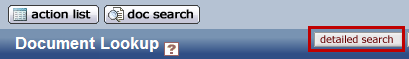 action list doc search
Document Lookup ? detailed search